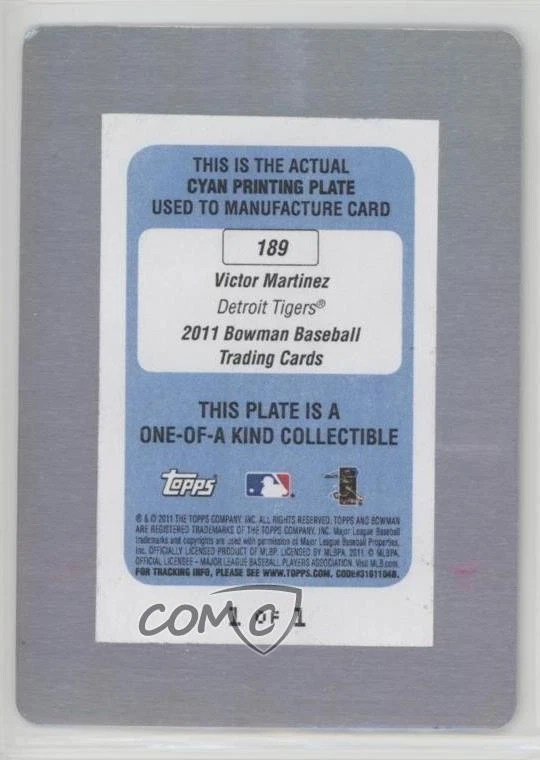 THIS IS THE ACTUAL
CYAN PRINTING PLATE
USED TO MANUFACTURE CARD
189
Victor Martinez
Detroit Tigers®
2011 Bowman Baseball
Trading Cards
THIS PLATE IS A
ONE-OF-A KIND COLLECTIBLE
topps
® & © 2011 THE TOPPS COMPANY, INC. ALL RIGHTS RESERVED. TOPPS AND BOWMAN
ARE REGISTERED TRADEMARKS OF THE TOPPS COMPANY, INC. Major League Baseball
trademarks and copyrights are used with permission of Major League Baseball Properties,
Inc. OFFICIALLY LICENSED PRODUCT OF MLBP. LICENSED BY MLBPA. 2011. © MLBPA,
OFFICIAL LICENSEE – MAJOR LEAGUE BASEBALL PLAYERS ASSOCIATION. Visit MLB.com.
FOR TRACKING INFO, PLEASE SEE WWW.TOPPS.COM. CODE#31611048.
COMC
1 OF 1